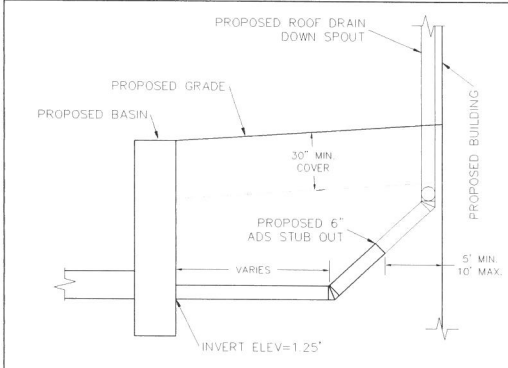 PROPOSED ROOF DRAIN
DOWN SPOUT
PROPOSED GRADE
PROPOSED BASIN
PROPOSED BUILDING
30" MIN.
COVER
PROPOSED 6"
ADS STUB OUT
VARIES
5' MIN.
10' MAX.
INVERT ELEV=1.25'